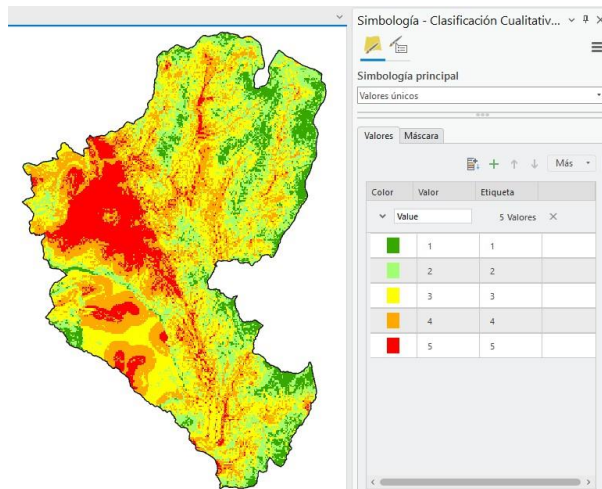 Simbología - Clasificación Cualitativ...
Simbología principal
Valores únicos
Valores Máscara
Más
Color Valor Etiqueta
Value 5 Valores
1 1
2 2
3 3
4 4
5 5